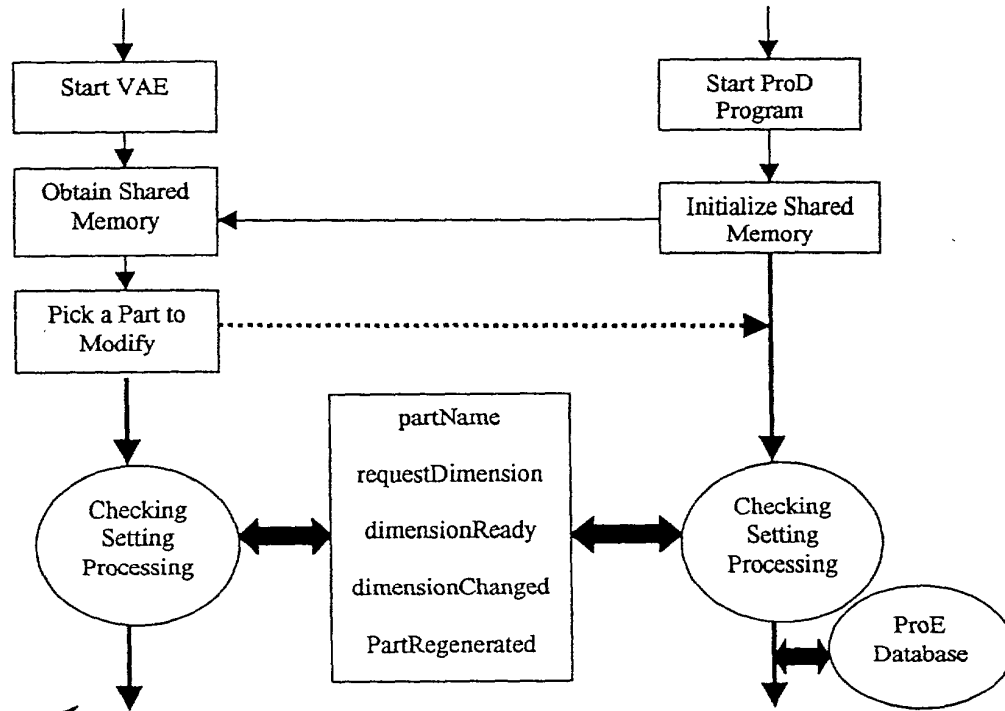 Start VAE
Start ProD
Program
Obtain Shared
Memory
Initialize Shared
Memory
Pick a Part to
Modify
partName
requestDimension
dimensionReady
dimensionChanged
PartRegenerated
Checking
Setting
Processing
Checking
Setting
Processing
ProE
Database